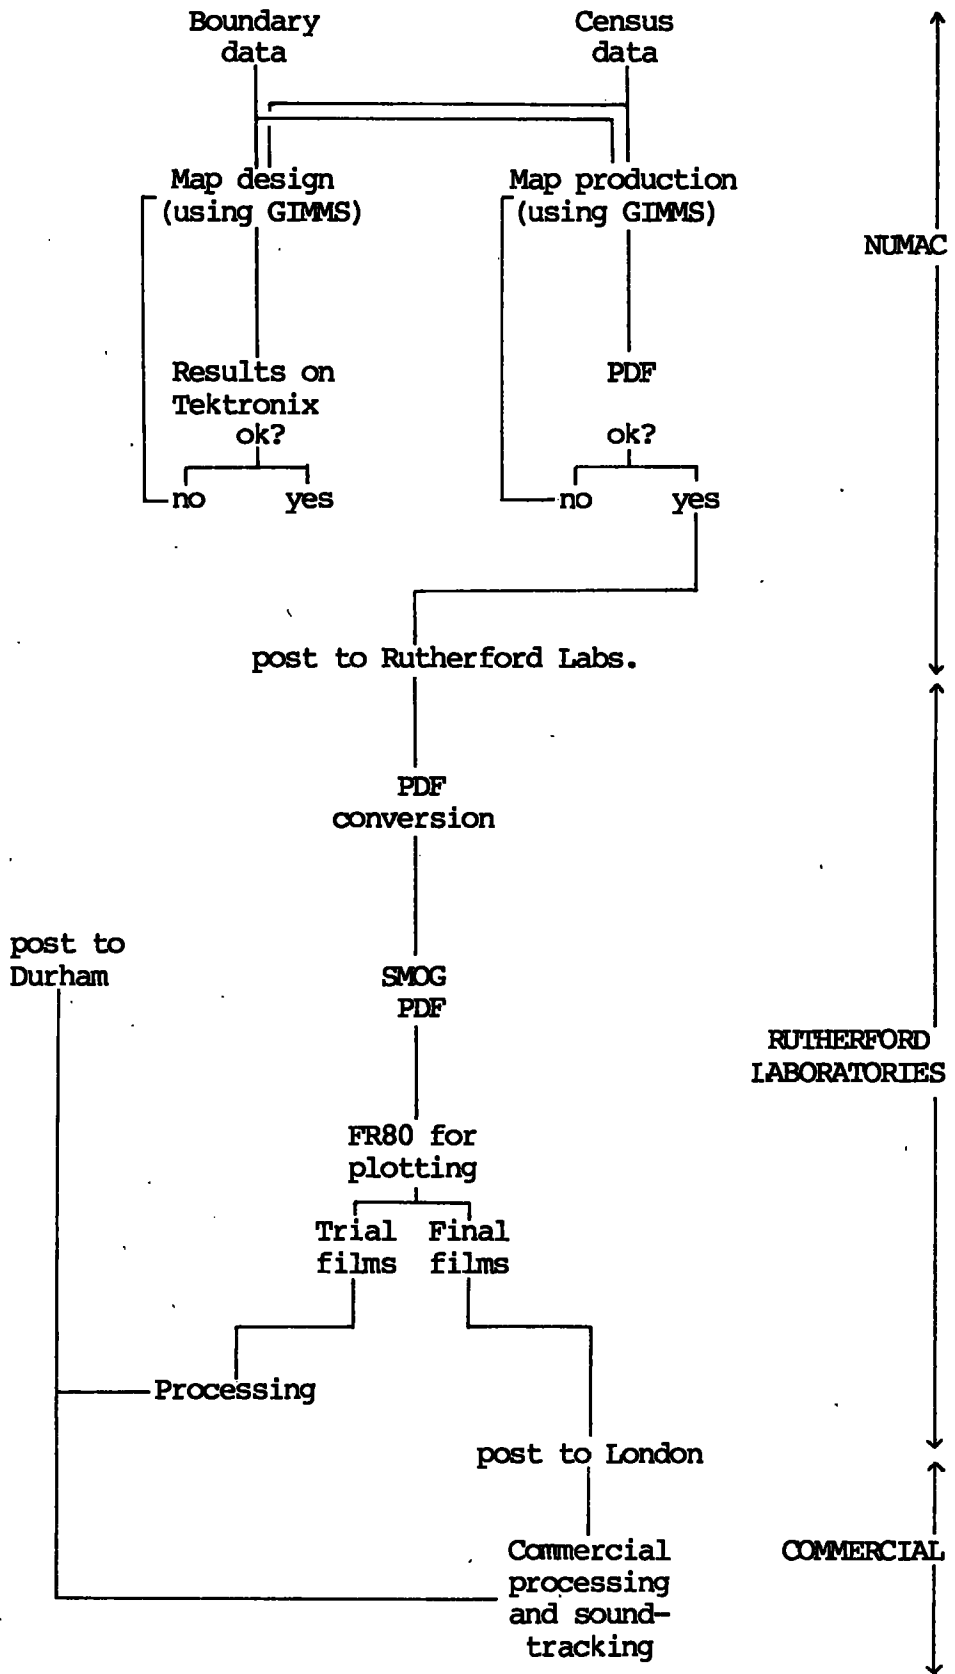 Boundary
data
Census
data
Map design
(using GIMMS)
Map production
(using GIMMS)
NUMAC
Results on
Tektronix
ok?
no
yes
PDF
ok?
no
yes
post to Rutherford Labs.
PDF
conversion
post to
Durham
SMOG
PDF
RUTHERFORD
LABORATORIES
FR80 for
plotting
Trial
films
Final
films
Processing
post to London
Commercial
processing
and sound-
tracking
COMMERCIAL